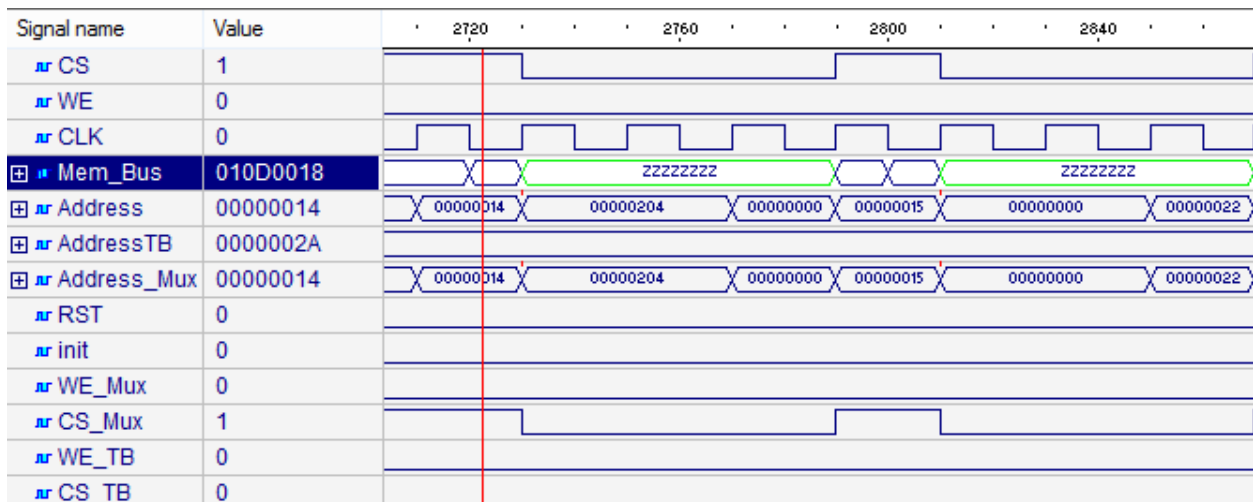 Signal name Value 2720 2760 2800 2840
CS 1
WE 0
CLK 0
Mem_Bus 010D0018 ZZZZZZZZ ZZZZZZZZ
Address 00000014 00000014 00000204 00000000 00000015 00000000 00000022
AddressTB 0000002A
Address_Mux 00000014 00000014 00000204 00000000 00000015 00000000 00000022
RST 0
init 0
WE_Mux 0
CS_Mux 1
WE_TB 0
CS_TB 0